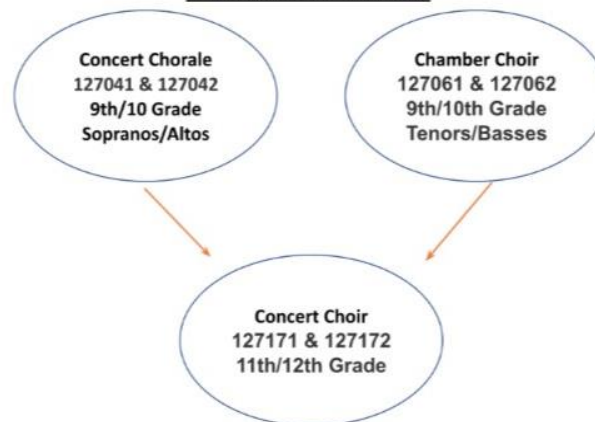 Concert Chorale
127041 & 127042
9th/10 Grade
Sopranos/Altos
Chamber Choir
127061 & 127062
9th/10th Grade
Tenors/Basses
Concert Choir
127171 & 127172
11th/12th Grade